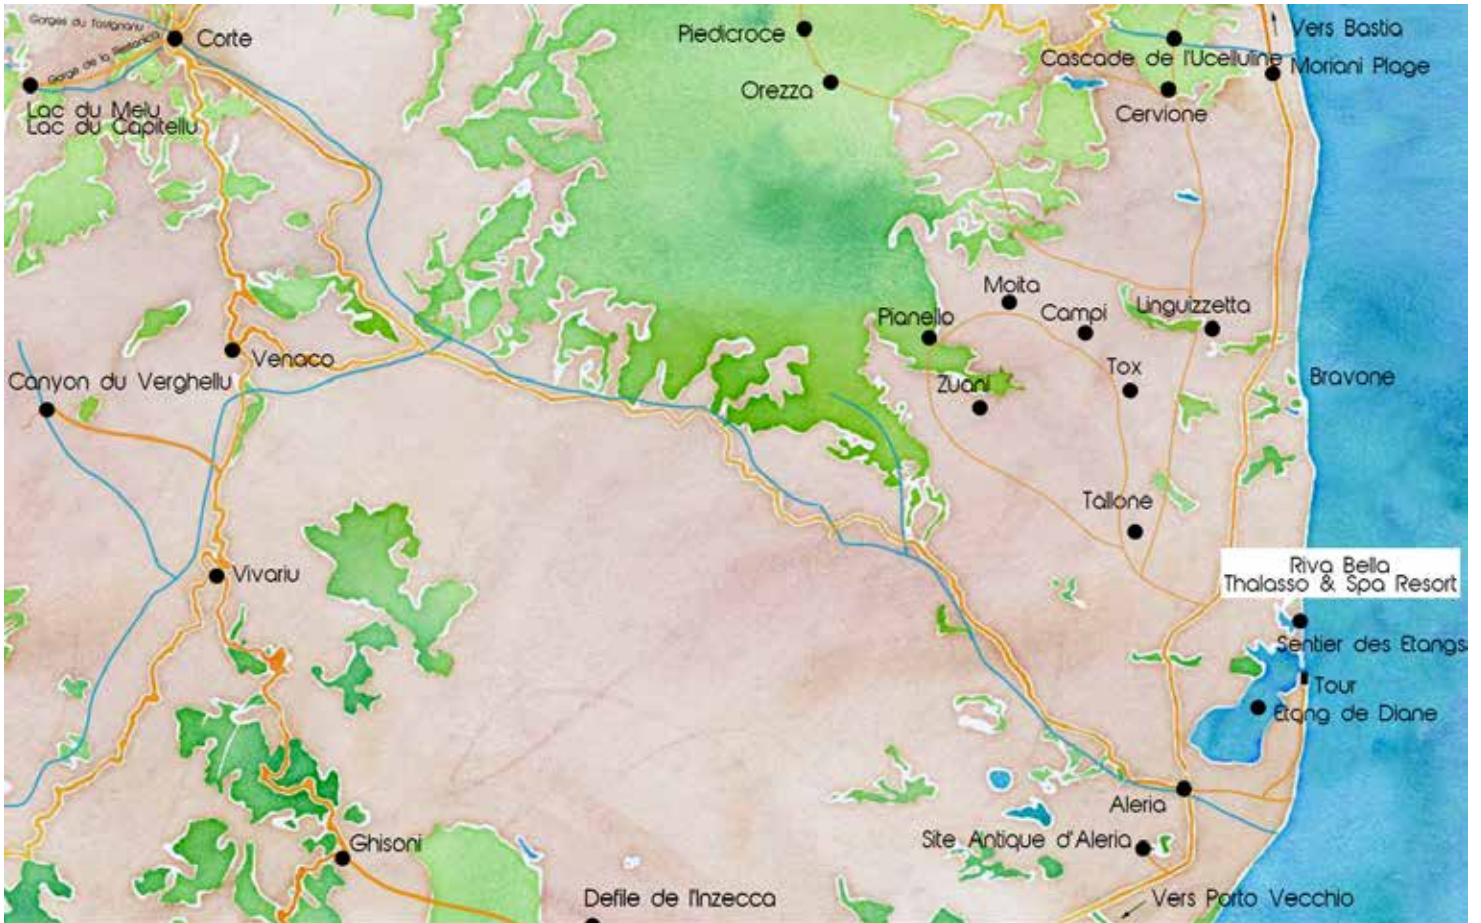 Gorges du Tavignanu
Corte
Gorge de la Restonica
Lac du Melu
Lac du Capitellu
Piedicroce
Orezza
Vers Bastia
Cascade de l'Ucelluline
Moriani Plage
Cervione
Moita
Pianello
Campi
Linguizzetta
Venaco
Canyon du Verghellu
Zuani
Tox
Bravone
Tallone
Vivariu
Riva Bella
Thalasso & Spa Resort
Sentier des Etangs
Tour
Etang de Diane
Aleria
Site Antique d'Aleria
Ghisoni
Defile de l'Inzecca
Vers Porto Vecchio